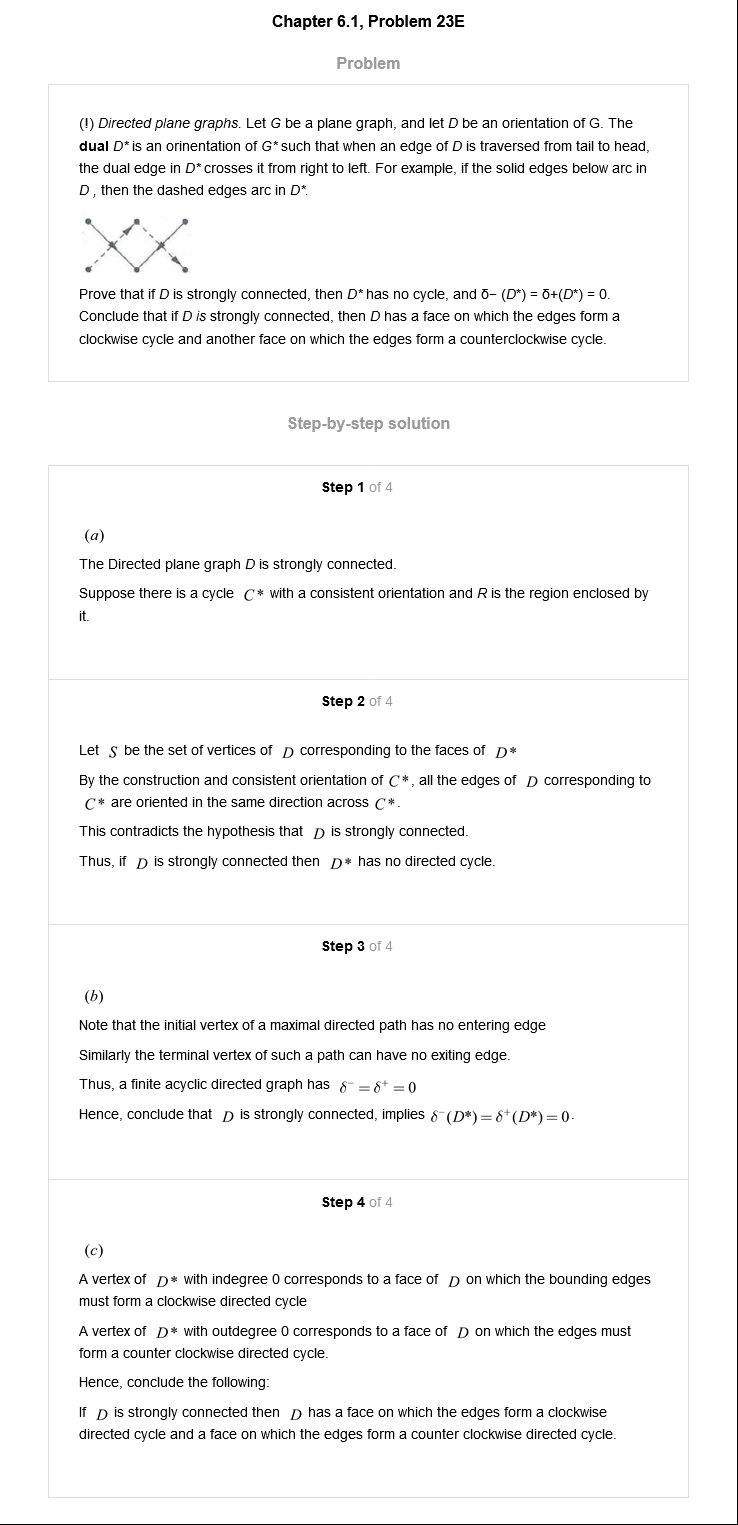 Chapter 6.1, Problem 23E
Problem
(!) Directed plane graphs. Let G be a plane graph, and let D be an orientation of G. The
dual D* is an orinentation of G* such that when an edge of D is traversed from tail to head,
the dual edge in D* crosses it from right to left. For example, if the solid edges below arc in
D , then the dashed edges arc in D*.
Prove that if D is strongly connected, then D* has no cycle, and δ− (D*) = δ+(D*) = 0.
Conclude that if D is strongly connected, then D has a face on which the edges form a
clockwise cycle and another face on which the edges form a counterclockwise cycle.
Step-by-step solution
Step 1 of 4
(a)
The Directed plane graph D is strongly connected.
Suppose there is a cycle C* with a consistent orientation and R is the region enclosed by
it.
Step 2 of 4
Let S be the set of vertices of D corresponding to the faces of D*
By the construction and consistent orientation of C*, all the edges of D corresponding to
C* are oriented in the same direction across C*.
This contradicts the hypothesis that D is strongly connected.
Thus, if D is strongly connected then D* has no directed cycle.
Step 3 of 4
(b)
Note that the initial vertex of a maximal directed path has no entering edge
Similarly the terminal vertex of such a path can have no exiting edge.
Thus, a finite acyclic directed graph has δ⁻ = δ⁺ = 0
Hence, conclude that D is strongly connected, implies δ⁻(D*) = δ⁺(D*) = 0.
Step 4 of 4
(c)
A vertex of D* with indegree 0 corresponds to a face of D on which the bounding edges
must form a clockwise directed cycle
A vertex of D* with outdegree 0 corresponds to a face of D on which the edges must
form a counter clockwise directed cycle.
Hence, conclude the following:
If D is strongly connected then D has a face on which the edges form a clockwise
directed cycle and a face on which the edges form a counter clockwise directed cycle.